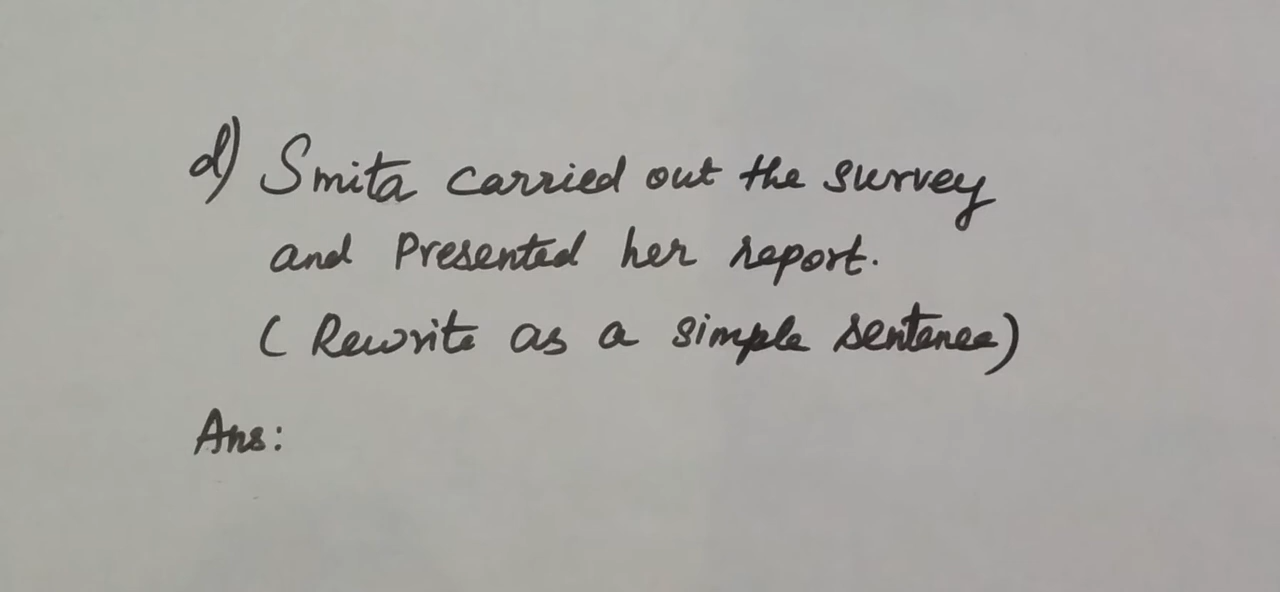 d) Smita carried out the survey
and Presented her report.
( Rewrite as a simple sentence)
Ans: